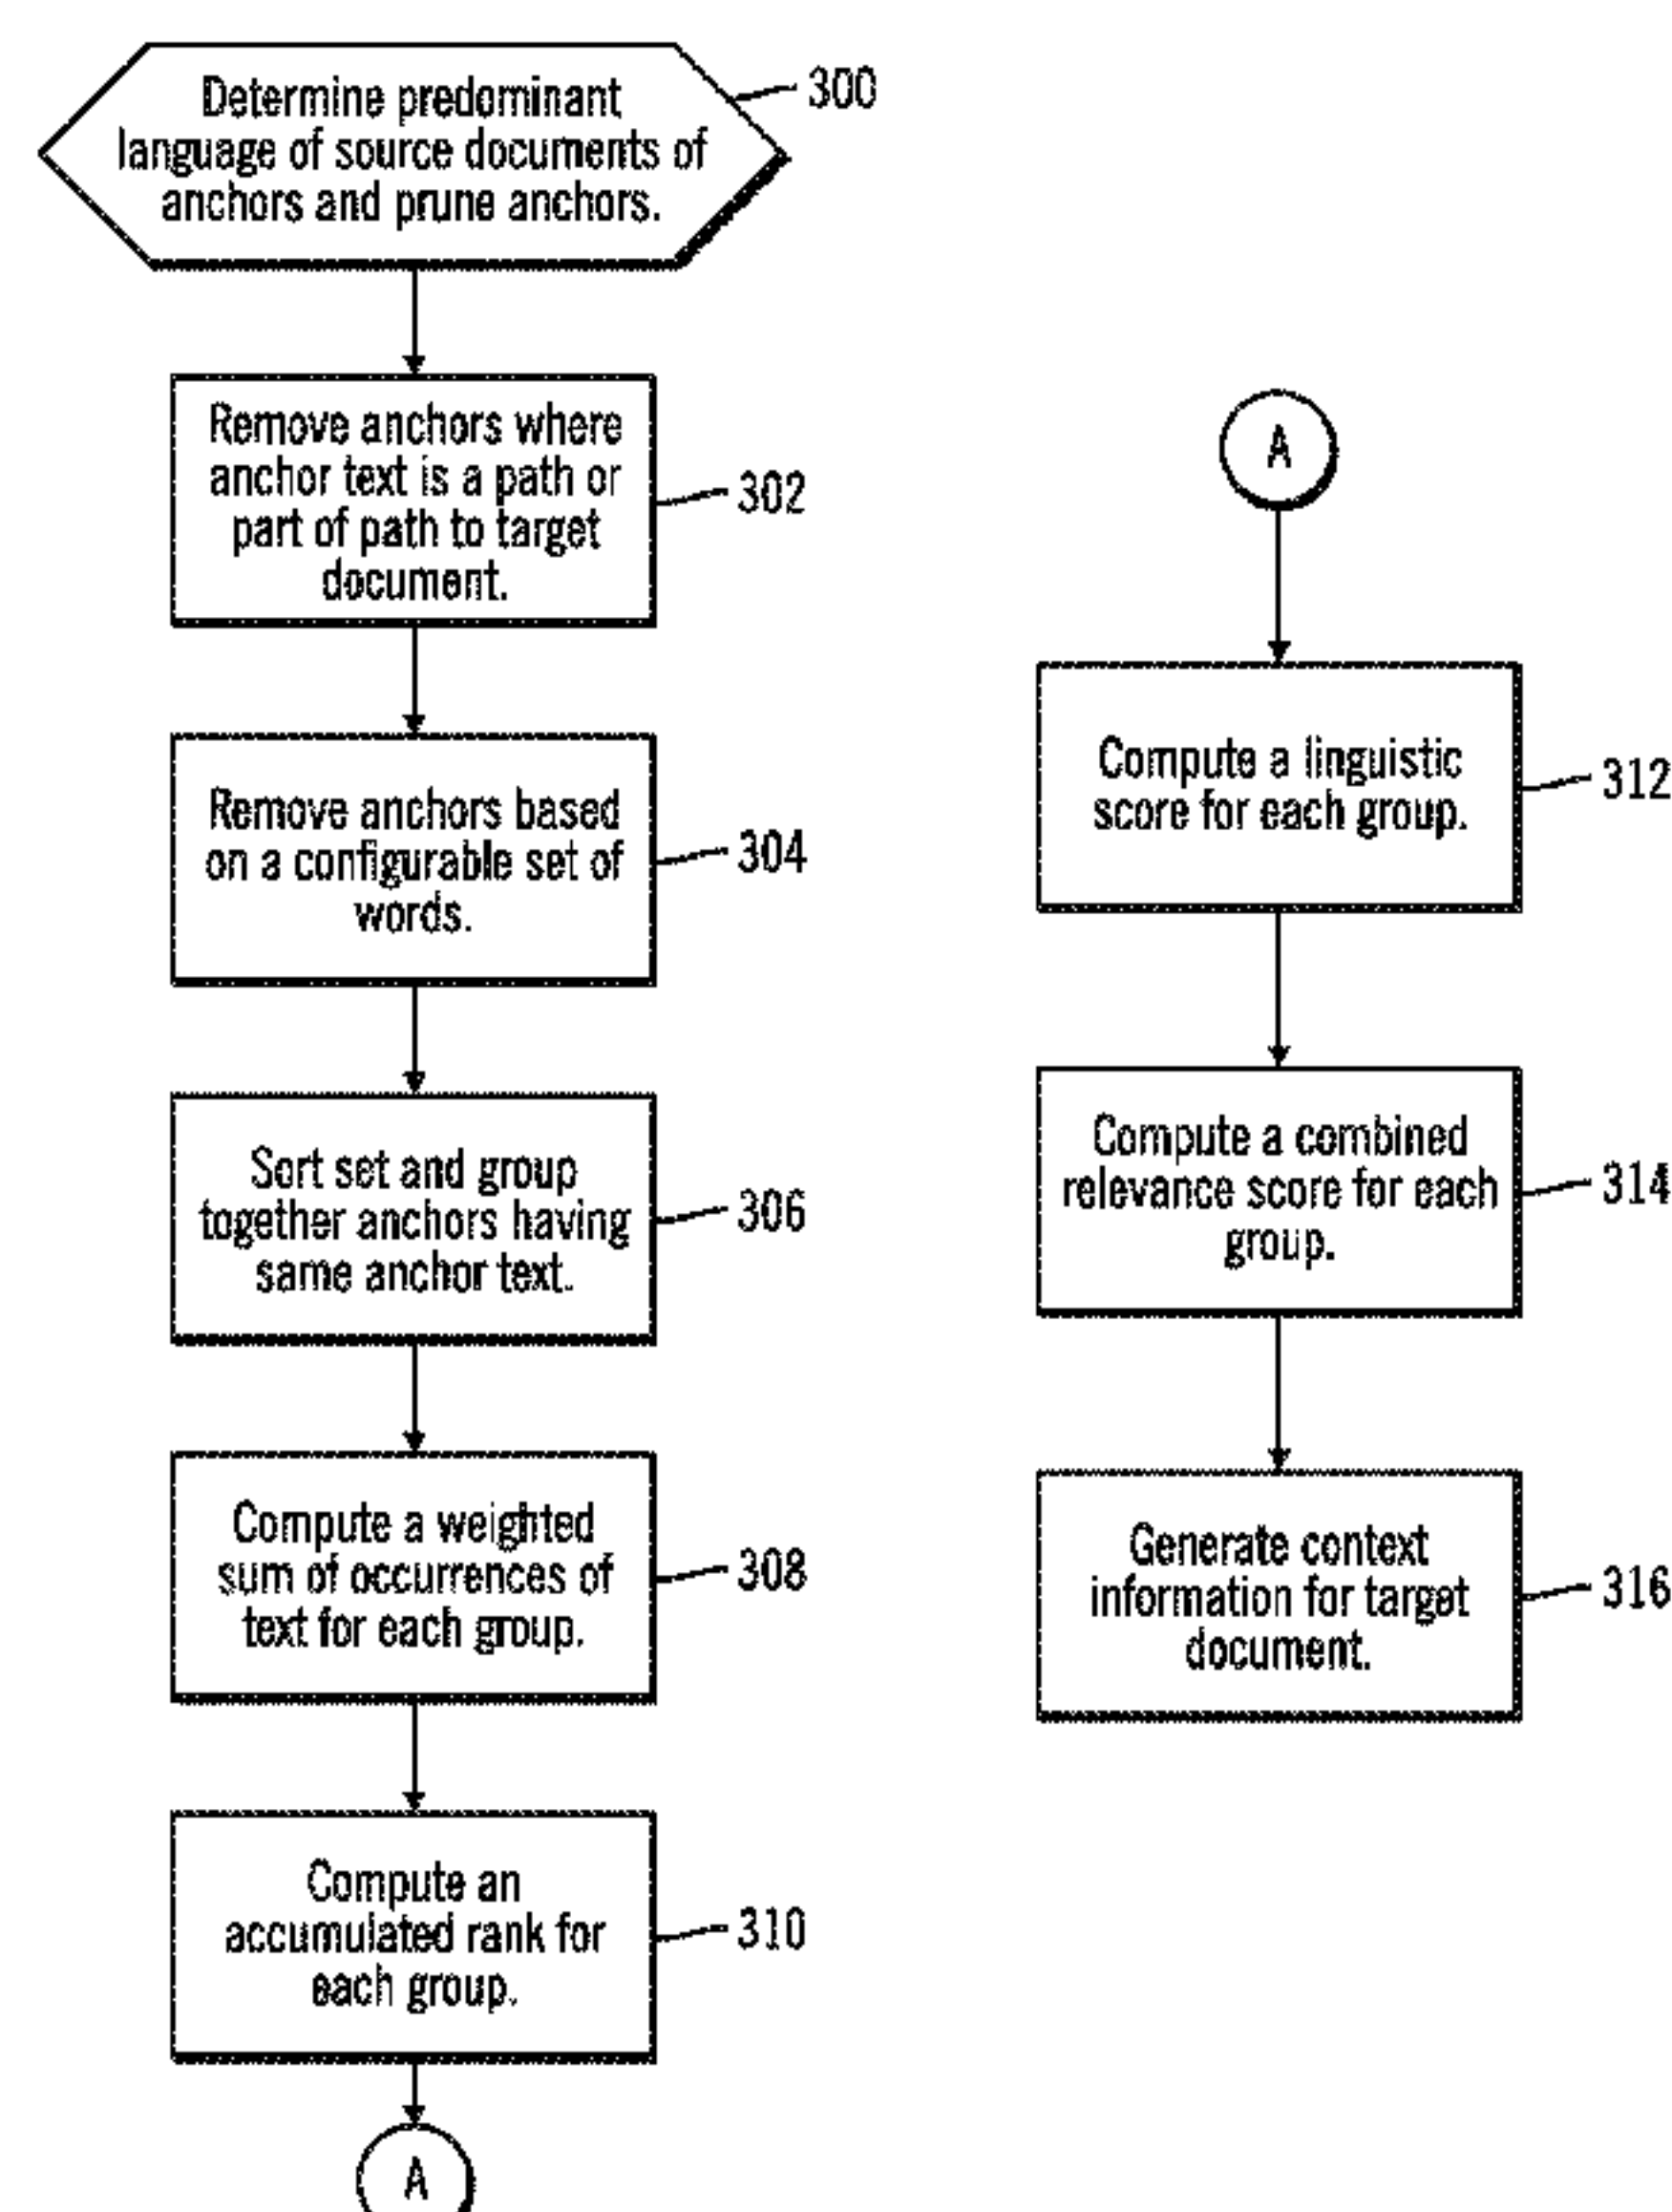 Determine predominant
language of source documents of
anchors and prune anchors.
300
Remove anchors where
anchor text is a path or
part of path to target
document.
302
Remove anchors based
on a configurable set of
words.
304
Sort set and group
together anchors having
same anchor text.
306
Compute a weighted
sum of occurrences of
text for each group.
308
Compute an
accumulated rank for
each group.
310
A
A
Compute a linguistic
score for each group.
312
Compute a combined
relevance score for each
group.
314
Generate context
information for target
document.
316